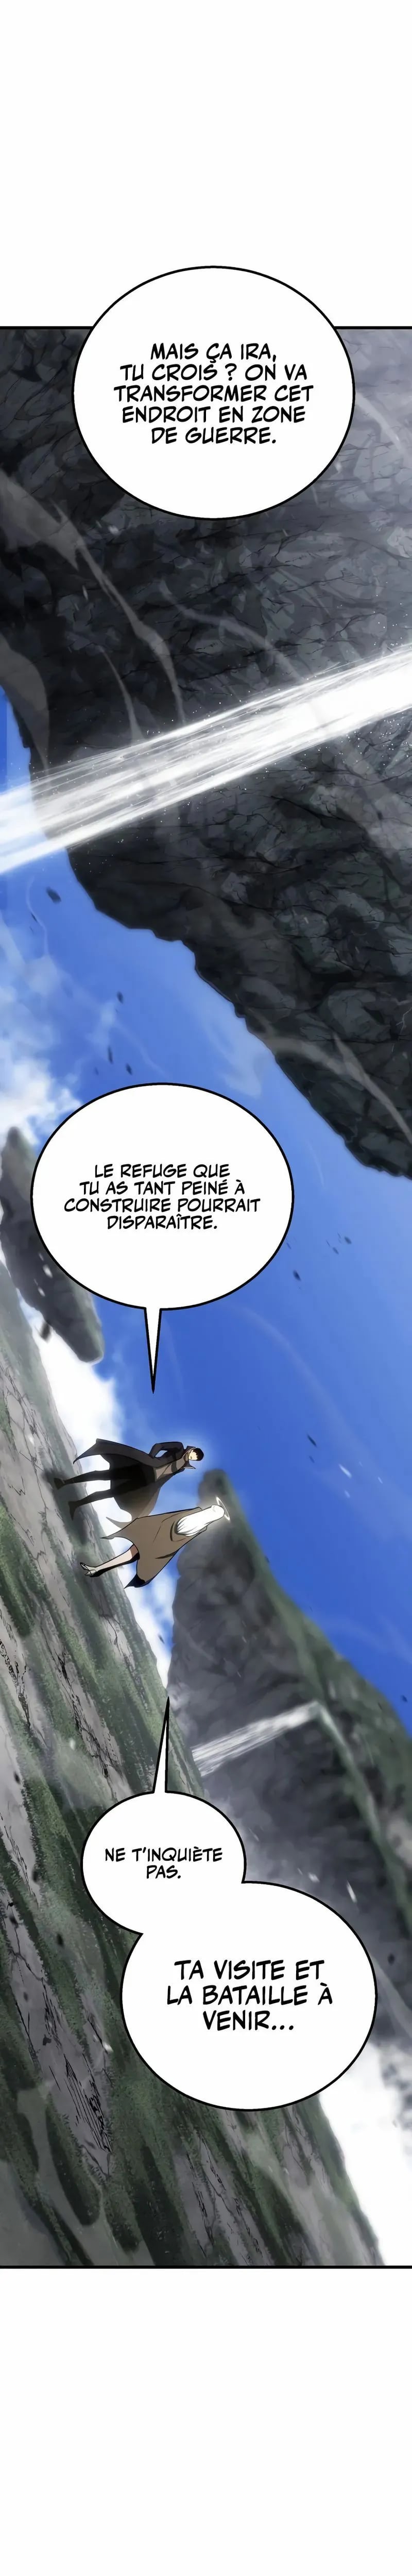 MAIS ÇA IRA,
TU CROIS ? ON VA
TRANSFORMER CET
ENDROIT EN ZONE
DE GUERRE.
LE REFUGE QUE
TU AS TANT PEINÉ À
CONSTRUIRE POURRAIT
DISPARAÎTRE.
NE T'INQUIÈTE
PAS.
TA VISITE ET
LA BATAILLE À
VENIR...